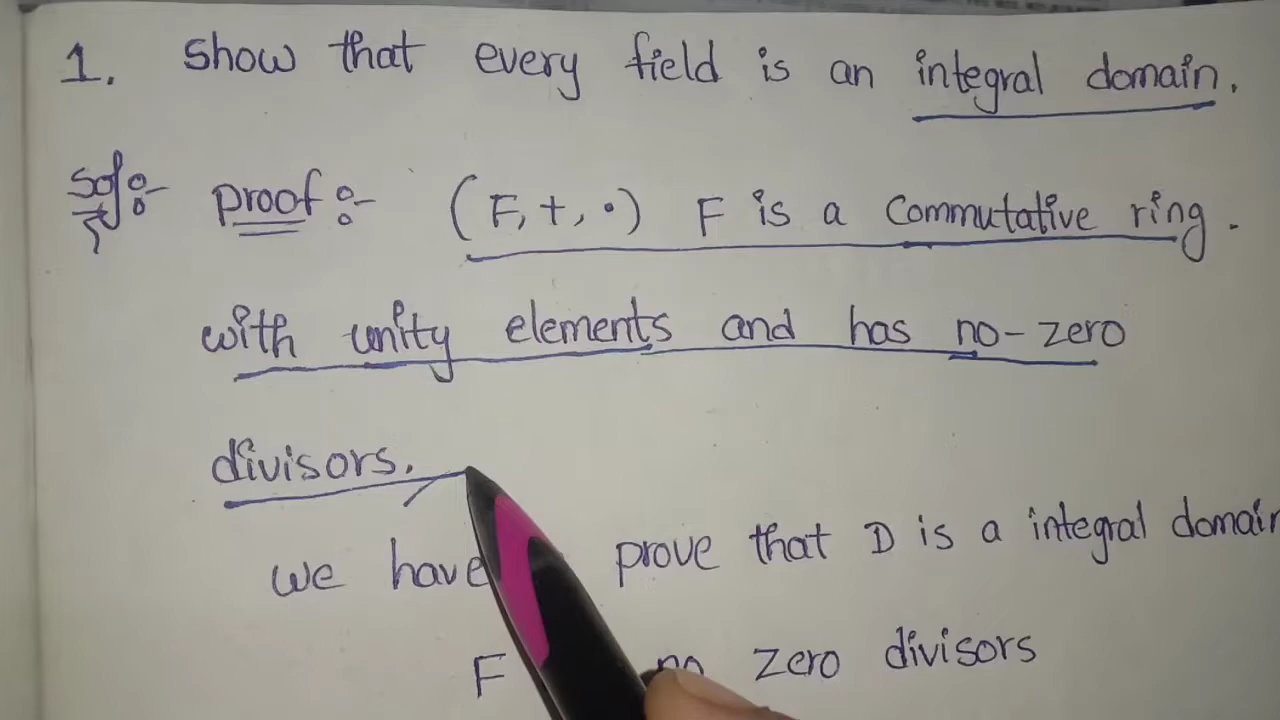 1. Show that every field is an integral domain.
Sol:- Proof:- (F, +, •) F is a commutative ring.
with unity elements and has no-zero
divisors.
we have prove that D is a integral domain
F no zero divisors